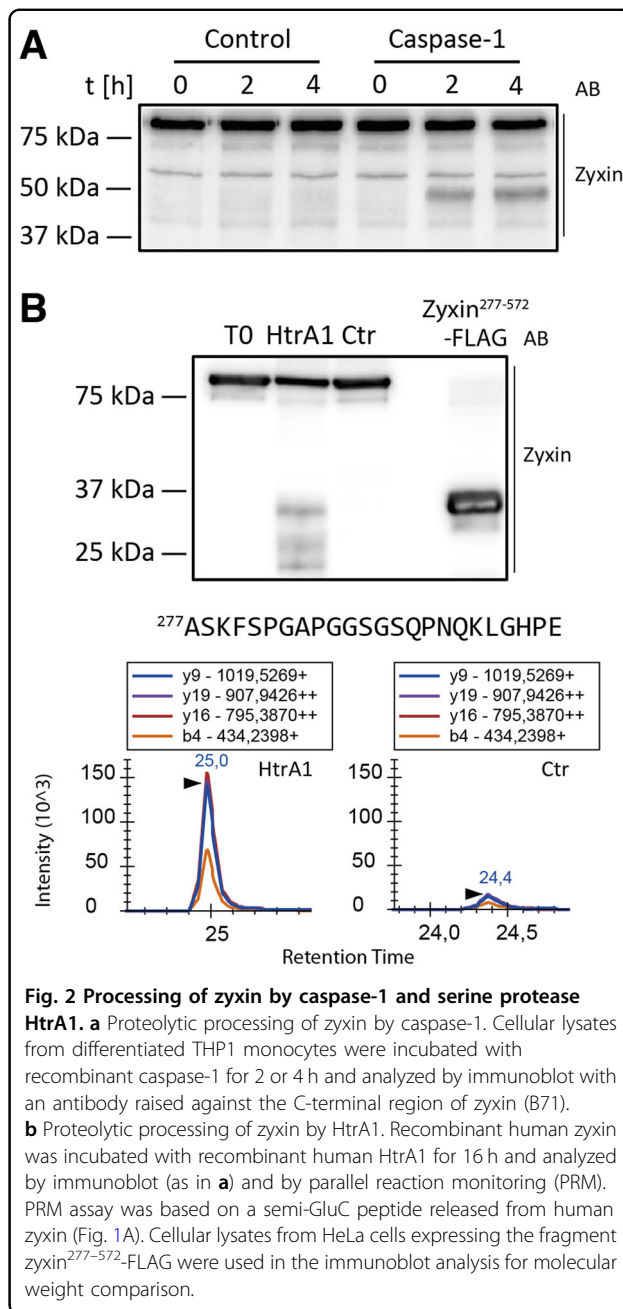 A
Control Caspase-1
t [h] 0 2 4 0 2 4 AB
75 kDa
50 kDa
37 kDa
Zyxin
B
Zyxin277-572
T0 HtrA1 Ctr -FLAG AB
75 kDa
37 kDa
25 kDa
Zyxin
277ASKFSPGAPGGSGSQPNQKLGHPE
y9 - 1019,5269+
y19 - 907,9426++
y16 - 795,3870++
b4 - 434,2398+
y9 - 1019,5269+
y19 - 907,9426++
y16 - 795,3870++
b4 - 434,2398+
Intensity (10^3)
150
100
50
0
25,0
HtrA1
25
150
100
50
0
Ctr
24,4
24,0 24,5
Retention Time
Fig. 2 Processing of zyxin by caspase-1 and serine protease
HtrA1. a Proteolytic processing of zyxin by caspase-1. Cellular lysates
from differentiated THP1 monocytes were incubated with
recombinant caspase-1 for 2 or 4 h and analyzed by immunoblot with
an antibody raised against the C-terminal region of zyxin (B71).
b Proteolytic processing of zyxin by HtrA1. Recombinant human zyxin
was incubated with recombinant human HtrA1 for 16 h and analyzed
by immunoblot (as in a) and by parallel reaction monitoring (PRM).
PRM assay was based on a semi-GluC peptide released from human
zyxin (Fig. 1A). Cellular lysates from HeLa cells expressing the fragment
zyxin277–572-FLAG were used in the immunoblot analysis for molecular
weight comparison.